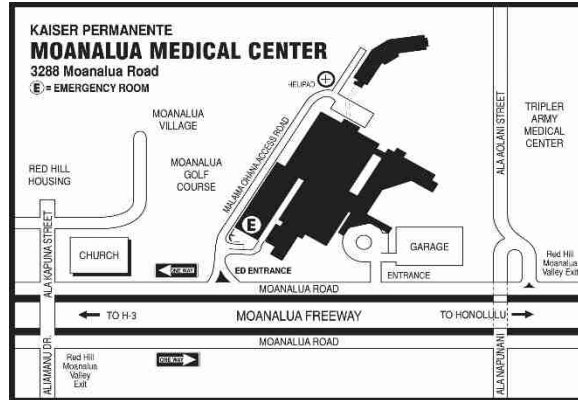 KAISER PERMANENTE
MOANALUA MEDICAL CENTER
3288 Moanalua Road
E = EMERGENCY ROOM
HELIPAD
MOANALUA
VILLAGE
MOANALUA
GOLF
COURSE
RED HILL
HOUSING
MALAMA OHANA ACCESS ROAD
ALA AOLANI STREET
TRIPLER
ARMY
MEDICAL
CENTER
ALA KAPUNA STREET
CHURCH
E
ONE WAY
ED ENTRANCE
GARAGE
ENTRANCE
Red Hill
Moanalua
Valley Exit
MOANALUA ROAD
TO H-3
MOANALUA FREEWAY
TO HONOLULU
MOANALUA ROAD
ALIAMANU DR.
Red Hill
Moanalua
Valley
Exit
ONE WAY
ALA NAPUNANI